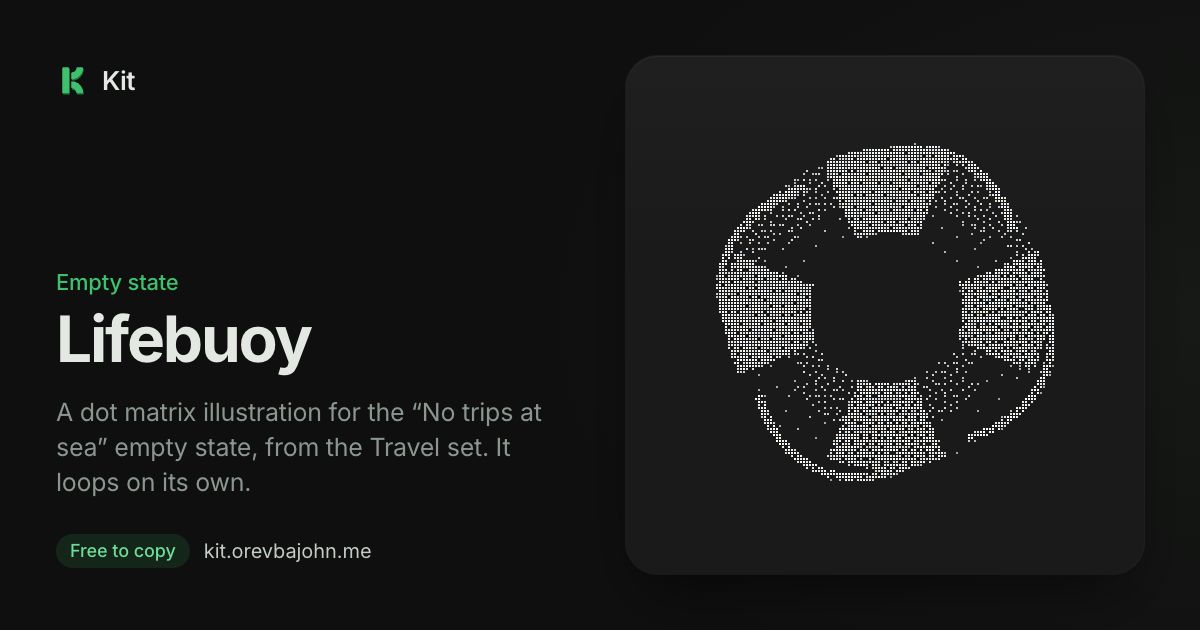 Kit
Empty state
Lifebuoy
A dot matrix illustration for the “No trips at
sea” empty state, from the Travel set. It
loops on its own.
Free to copy
kit.orevbajohn.me